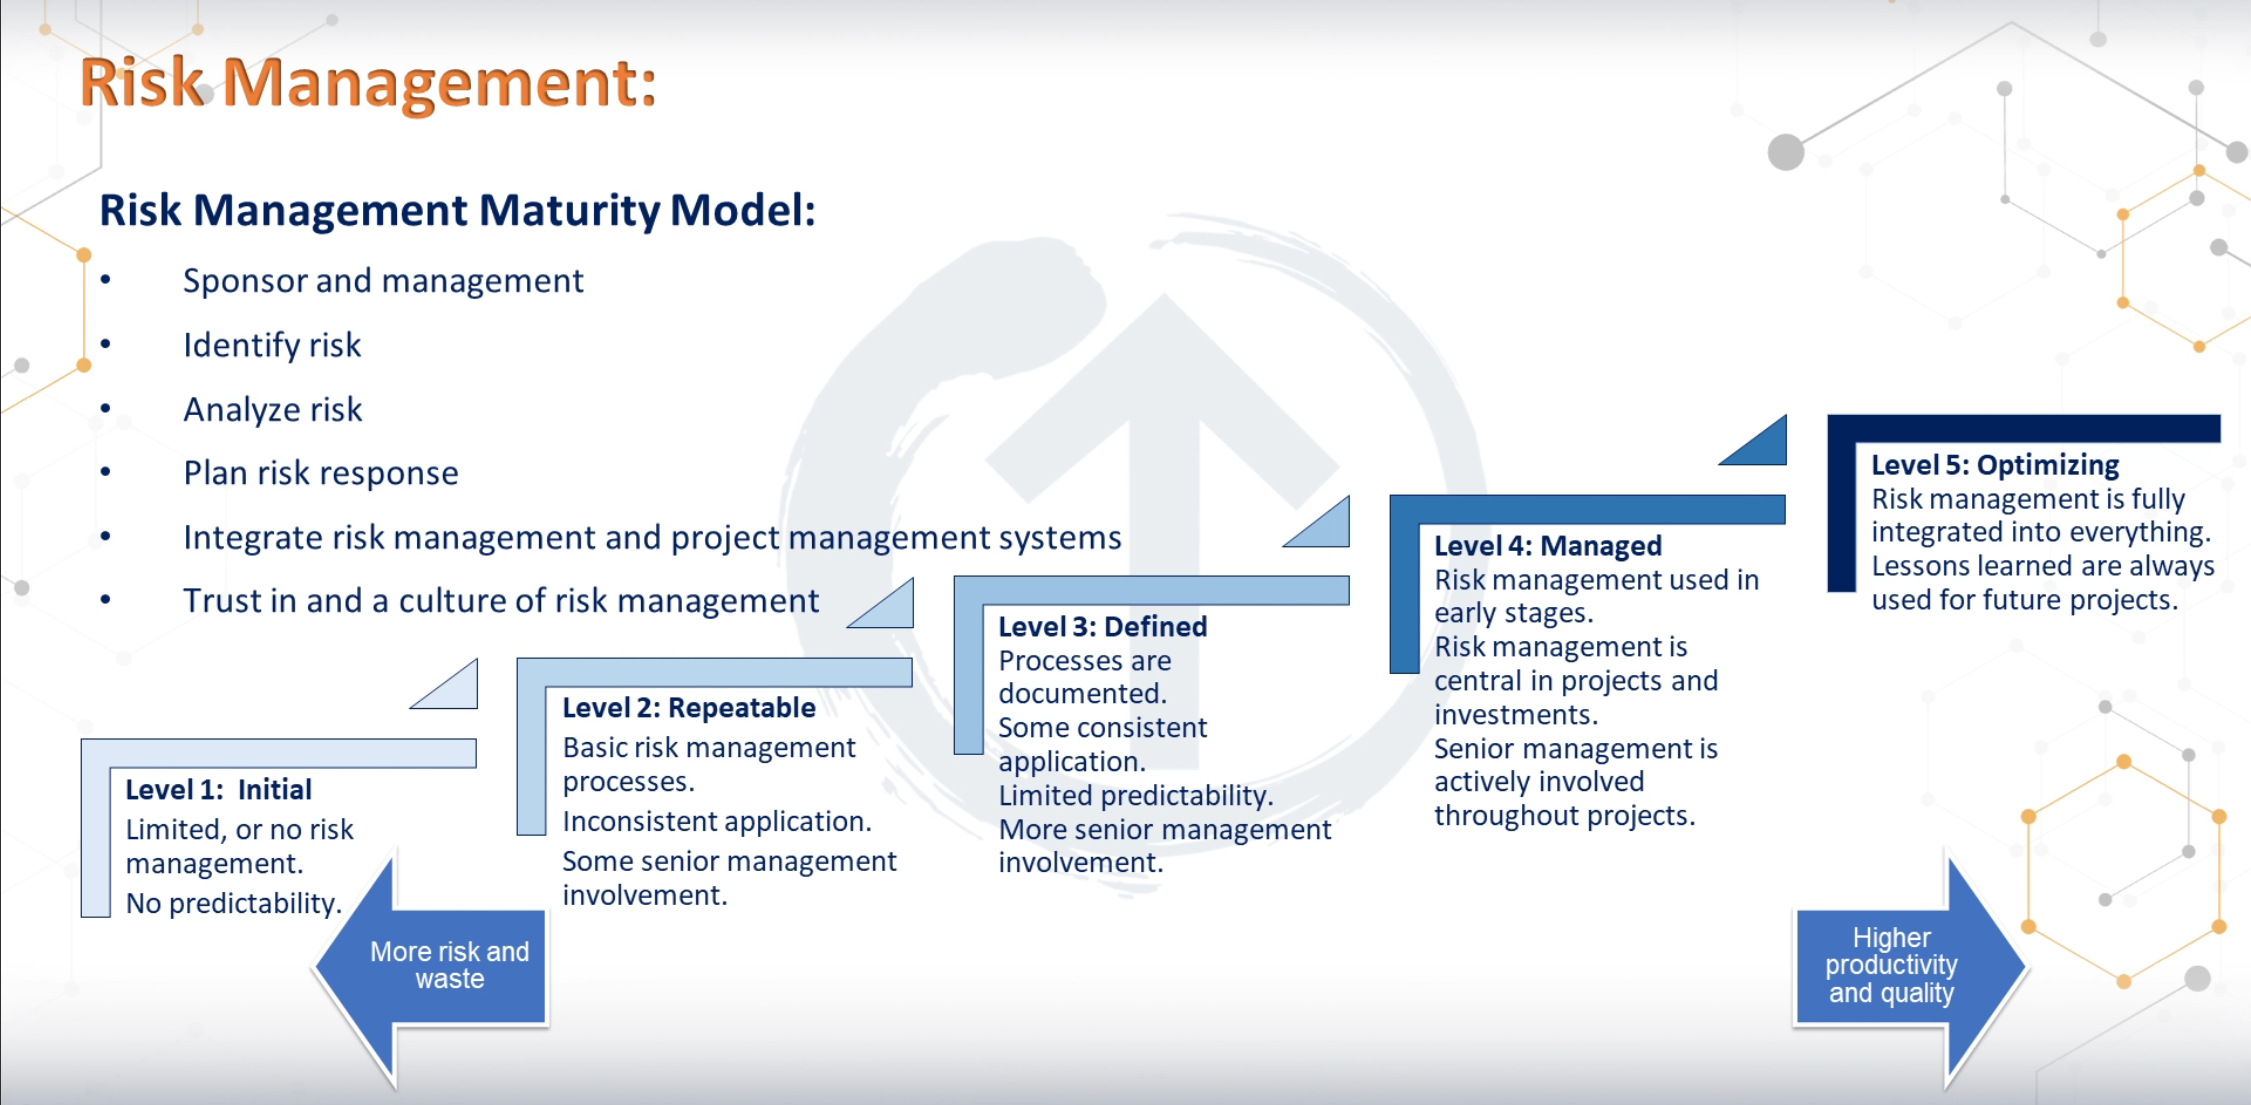 Risk Management:
Risk Management Maturity Model:
• Sponsor and management
• Identify risk
• Analyze risk
• Plan risk response
• Integrate risk management and project management systems
• Trust in and a culture of risk management
Level 1:  Initial
Limited, or no risk
management.
No predictability.
Level 2: Repeatable
Basic risk management
processes.
Inconsistent application.
Some senior management
involvement.
Level 3: Defined
Processes are
documented.
Some consistent
application.
Limited predictability.
More senior management
involvement.
Level 4: Managed
Risk management used in
early stages.
Risk management is
central in projects and
investments.
Senior management is
actively involved
throughout projects.
Level 5: Optimizing
Risk management is fully
integrated into everything.
Lessons learned are always
used for future projects.
More risk and
waste
Higher
productivity
and quality